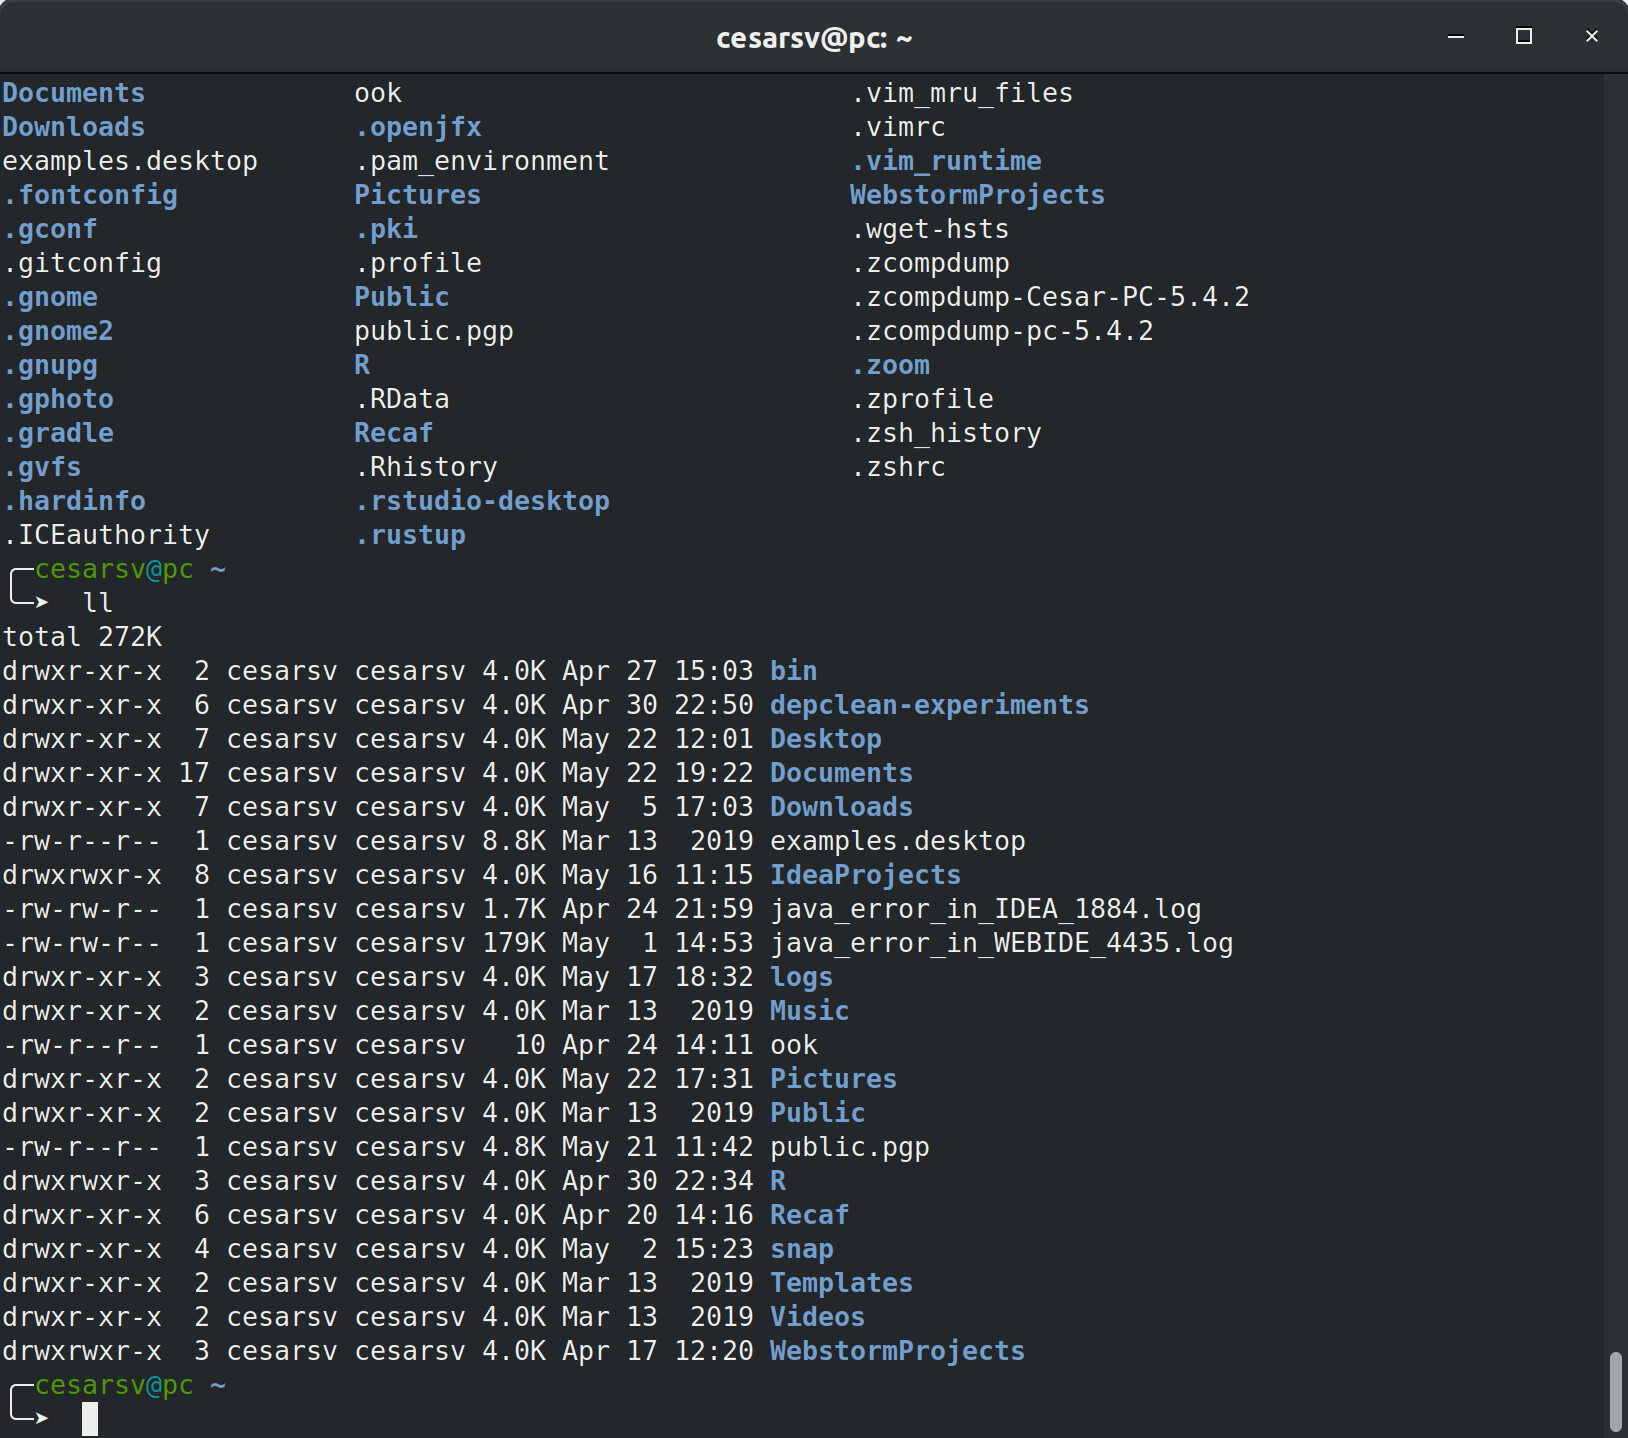 cesarsv@pc: ~
Documents             ook                            .vim_mru_files
Downloads             .openjfx                       .vimrc
examples.desktop      .pam_environment               .vim_runtime
.fontconfig           Pictures                       WebstormProjects
.gconf                .pki                           .wget-hsts
.gitconfig            .profile                       .zcompdump
.gnome                Public                         .zcompdump-Cesar-PC-5.4.2
.gnome2               public.pgp                     .zcompdump-pc-5.4.2
.gnupg                R                              .zoom
.gphoto               .RData                         .zprofile
.gradle               Recaf                          .zsh_history
.gvfs                 .Rhistory                      .zshrc
.hardinfo             .rstudio-desktop
.ICEauthority         .rustup
╭─cesarsv@pc ~
╰─➤  ll
total 272K
drwxr-xr-x  2 cesarsv cesarsv 4.0K Apr 27 15:03 bin
drwxr-xr-x  6 cesarsv cesarsv 4.0K Apr 30 22:50 depclean-experiments
drwxr-xr-x  7 cesarsv cesarsv 4.0K May 22 12:01 Desktop
drwxr-xr-x 17 cesarsv cesarsv 4.0K May 22 19:22 Documents
drwxr-xr-x  7 cesarsv cesarsv 4.0K May  5 17:03 Downloads
-rw-r--r--  1 cesarsv cesarsv 8.8K Mar 13  2019 examples.desktop
drwxrwxr-x  8 cesarsv cesarsv 4.0K May 16 11:15 IdeaProjects
-rw-rw-r--  1 cesarsv cesarsv 1.7K Apr 24 21:59 java_error_in_IDEA_1884.log
-rw-rw-r--  1 cesarsv cesarsv 179K May  1 14:53 java_error_in_WEBIDE_4435.log
drwxr-xr-x  3 cesarsv cesarsv 4.0K May 17 18:32 logs
drwxr-xr-x  2 cesarsv cesarsv 4.0K Mar 13  2019 Music
-rw-r--r--  1 cesarsv cesarsv   10 Apr 24 14:11 ook
drwxr-xr-x  2 cesarsv cesarsv 4.0K May 22 17:31 Pictures
drwxr-xr-x  2 cesarsv cesarsv 4.0K Mar 13  2019 Public
-rw-r--r--  1 cesarsv cesarsv 4.8K May 21 11:42 public.pgp
drwxrwxr-x  3 cesarsv cesarsv 4.0K Apr 30 22:34 R
drwxr-xr-x  6 cesarsv cesarsv 4.0K Apr 20 14:16 Recaf
drwxr-xr-x  4 cesarsv cesarsv 4.0K May  2 15:23 snap
drwxr-xr-x  2 cesarsv cesarsv 4.0K Mar 13  2019 Templates
drwxr-xr-x  2 cesarsv cesarsv 4.0K Mar 13  2019 Videos
drwxrwxr-x  3 cesarsv cesarsv 4.0K Apr 17 12:20 WebstormProjects
╭─cesarsv@pc ~
╰─➤